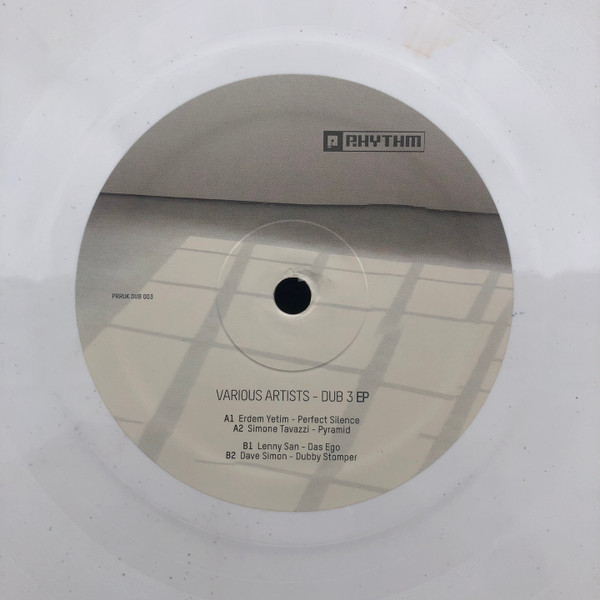 P.RHYTHM
PRRUK DUB 003
VARIOUS ARTISTS - DUB 3 EP
A1 Erdem Yetim - Perfect Silence
A2 Simone Tavazzi - Pyramid
B1 Lenny San - Das Ego
B2 Dave Simon - Dubby Stomper